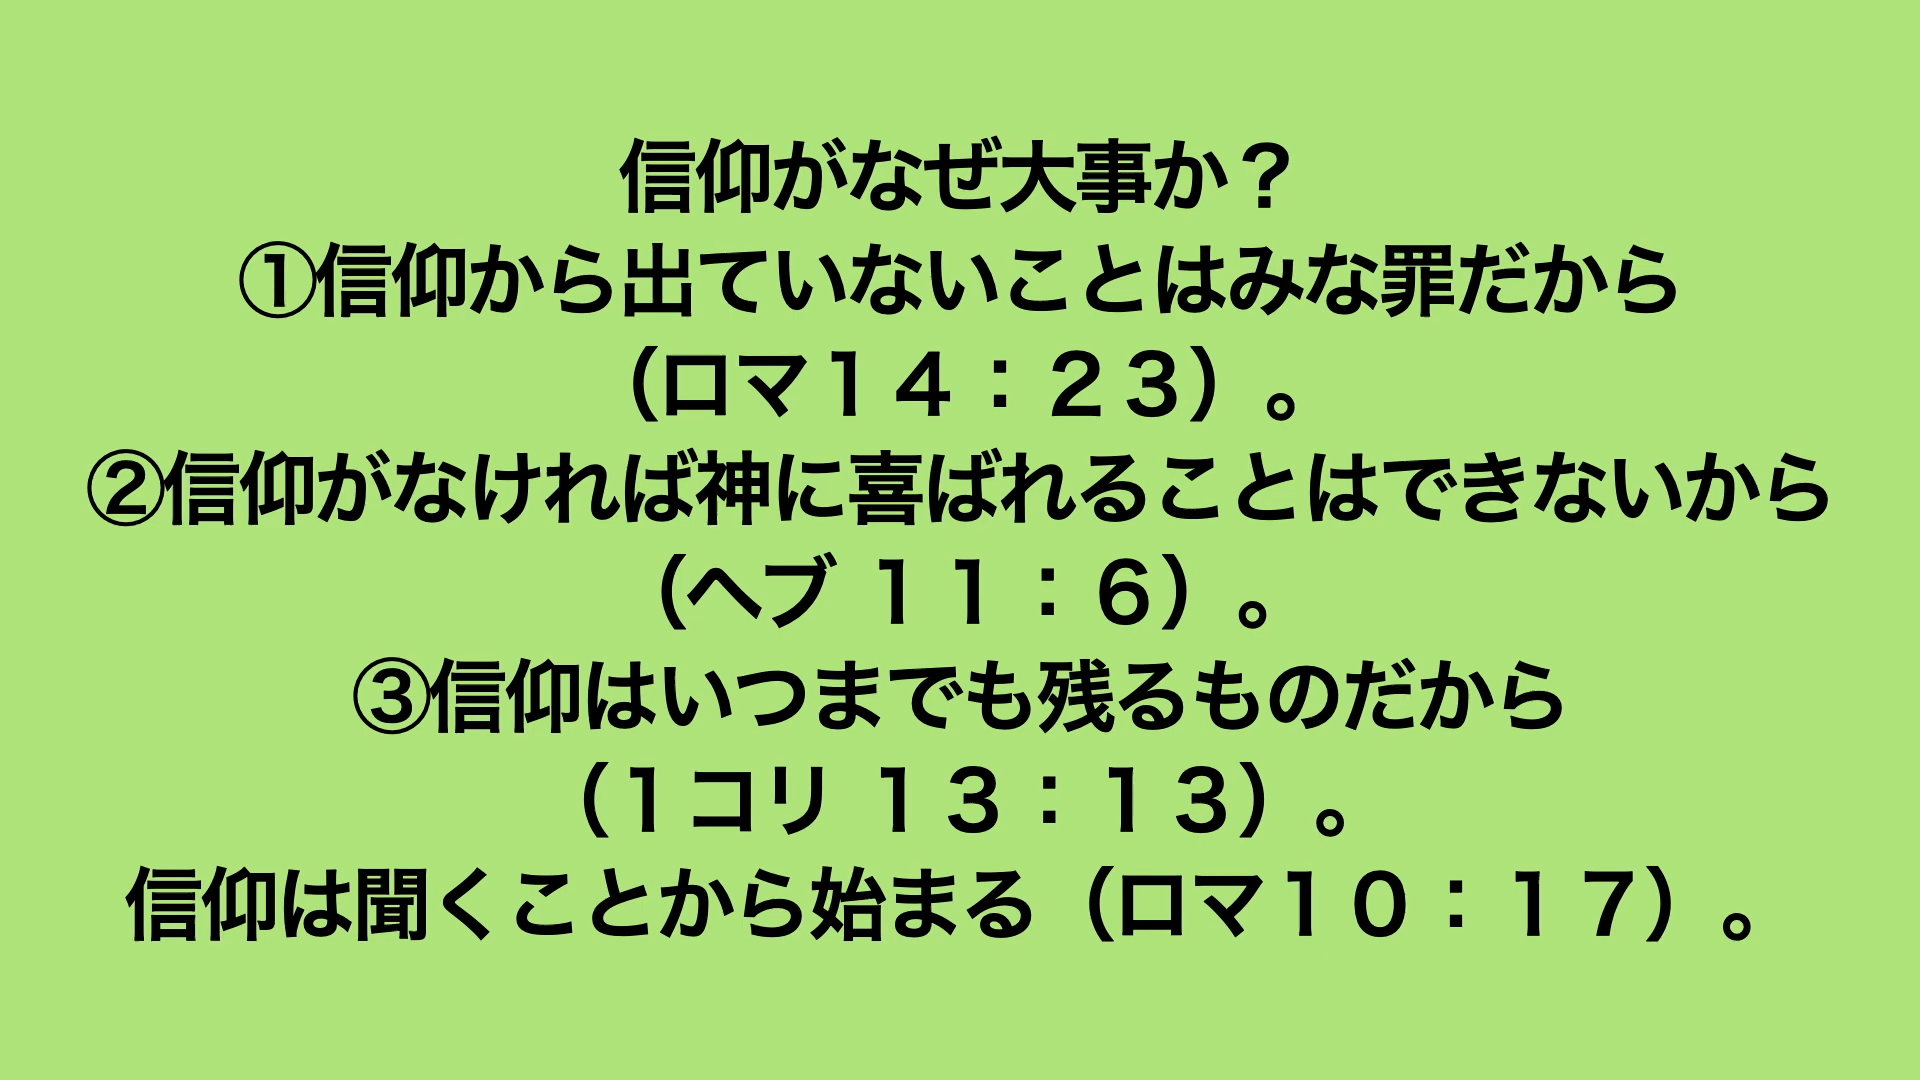 信仰がなぜ大事か？
①信仰から出ていないことはみな罪だから
（ロマ１４：２３）。
②信仰がなければ神に喜ばれることはできないから
（ヘブ １１：６）。
③信仰はいつまでも残るものだから
（１コリ １３：１３）。
信仰は聞くことから始まる（ロマ１０：１７）。